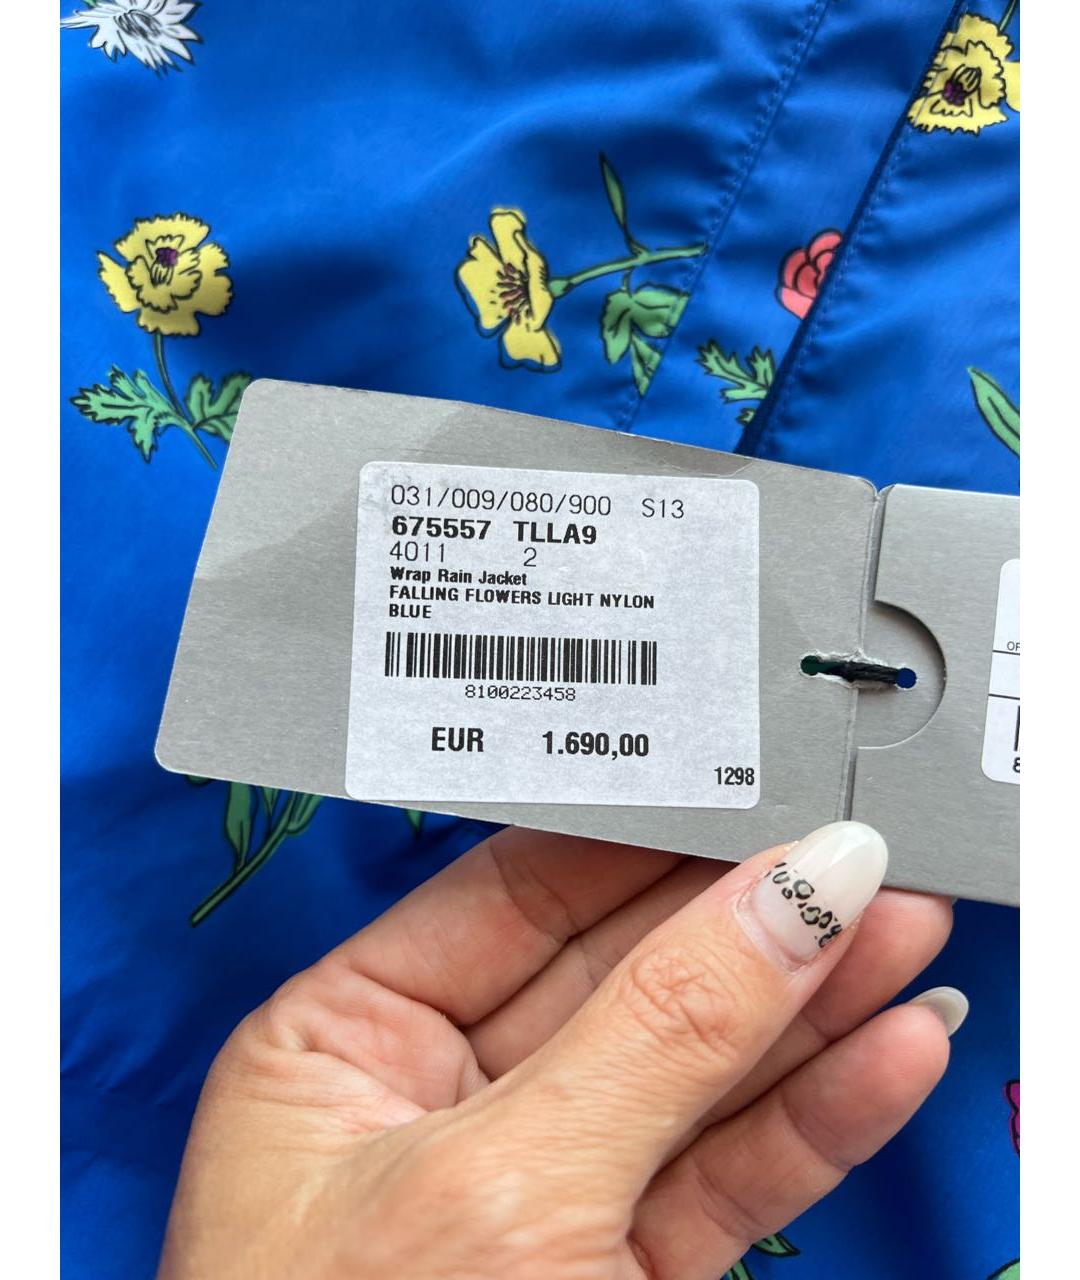 031/009/080/900 S13
675557 TLLA9
4011 2
Wrap Rain Jacket
FALLING FLOWERS LIGHT NYLON
BLUE
8100223458
EUR 1.690,00
1298